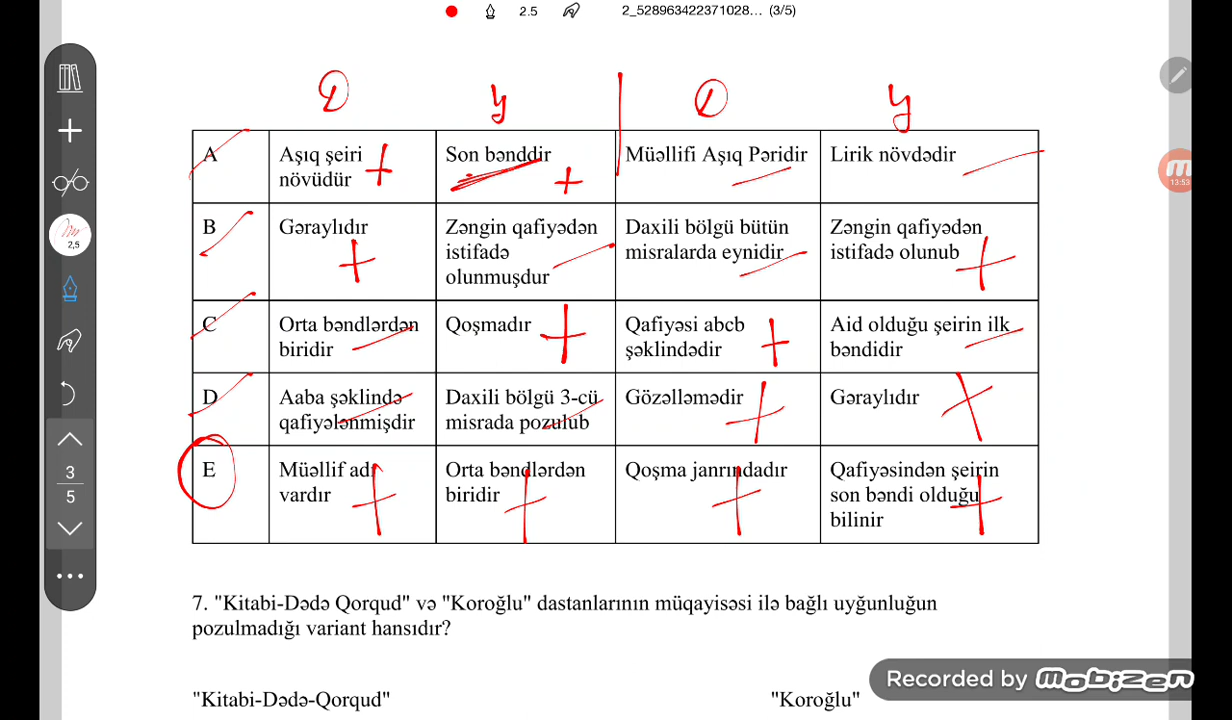 2.5
2_528963422371028... (3/5)
D y D y
A
Aşıq şeiri
növüdür
Son bənddir
Müəllifi Aşıq Pəridir
Lirik növdədir
B
Gəraylıdır
Zəngin qafiyədən
istifadə
olunmuşdur
Daxili bölgü bütün
misralarda eynidir
Zəngin qafiyədən
istifadə olunub
C
Orta bəndlərdən
biridir
Qoşmadır
Qafiyəsi abcb
şəklindədir
Aid olduğu şeirin ilk
bəndidir
D
Aaba şəklində
qafiyələnmişdir
Daxili bölgü 3-cü
misrada pozulub
Gözəlləmədir
Gəraylıdır
E
Müəllif adı
vardır
Orta bəndlərdən
biridir
Qoşma janrındadır
Qafiyəsindən şeirin
son bəndi olduğu
bilinir
7. "Kitabi-Dədə Qorqud" və "Koroğlu" dastanlarının müqayisəsi ilə bağlı uyğunluğun
pozulmadığı variant hansıdır?
"Kitabi-Dədə-Qorqud" "Koroğlu"
2,5
3
5
13:53
Recorded by MOBIZEN